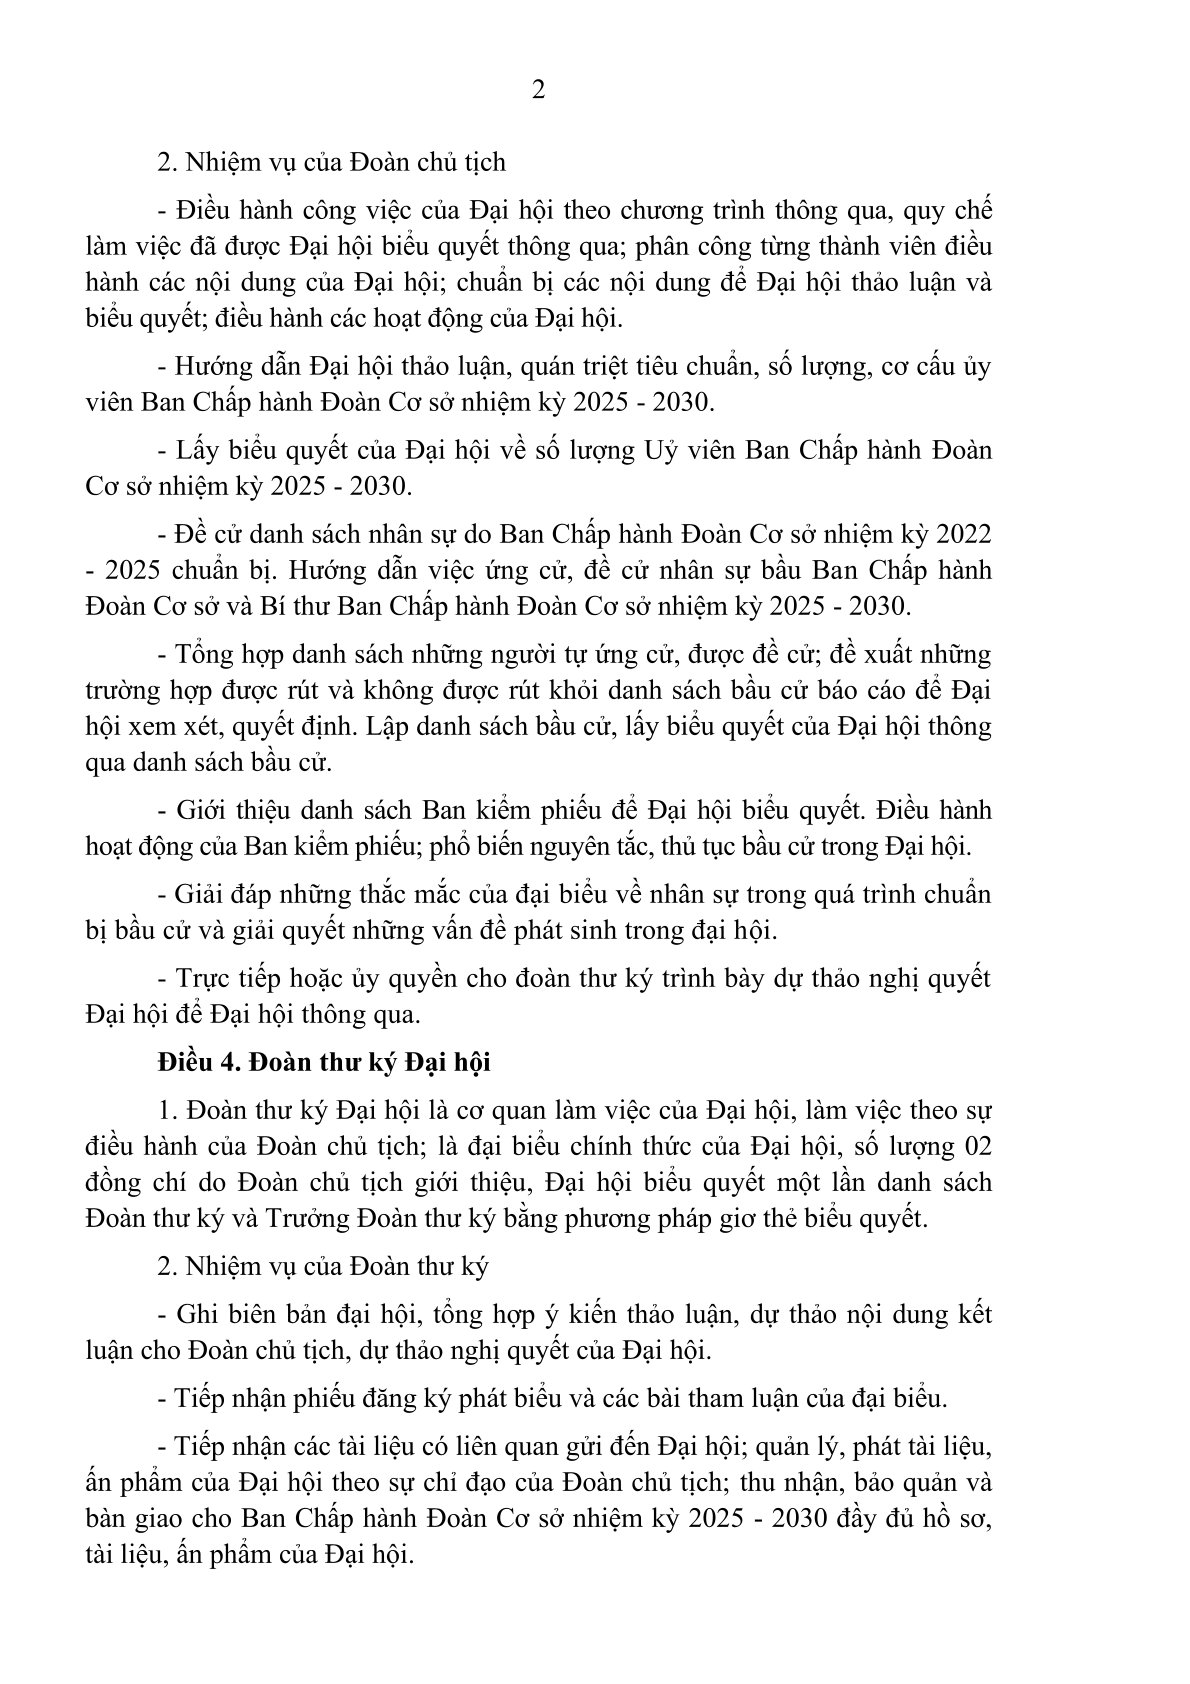 2
2. Nhiệm vụ của Đoàn chủ tịch
- Điều hành công việc của Đại hội theo chương trình thông qua, quy chế
làm việc đã được Đại hội biểu quyết thông qua; phân công từng thành viên điều
hành các nội dung của Đại hội; chuẩn bị các nội dung để Đại hội thảo luận và
biểu quyết; điều hành các hoạt động của Đại hội.
- Hướng dẫn Đại hội thảo luận, quán triệt tiêu chuẩn, số lượng, cơ cấu ủy
viên Ban Chấp hành Đoàn Cơ sở nhiệm kỳ 2025 - 2030.
- Lấy biểu quyết của Đại hội về số lượng Uỷ viên Ban Chấp hành Đoàn
Cơ sở nhiệm kỳ 2025 - 2030.
- Đề cử danh sách nhân sự do Ban Chấp hành Đoàn Cơ sở nhiệm kỳ 2022
- 2025 chuẩn bị. Hướng dẫn việc ứng cử, đề cử nhân sự bầu Ban Chấp hành
Đoàn Cơ sở và Bí thư Ban Chấp hành Đoàn Cơ sở nhiệm kỳ 2025 - 2030.
- Tổng hợp danh sách những người tự ứng cử, được đề cử; đề xuất những
trường hợp được rút và không được rút khỏi danh sách bầu cử báo cáo để Đại
hội xem xét, quyết định. Lập danh sách bầu cử, lấy biểu quyết của Đại hội thông
qua danh sách bầu cử.
- Giới thiệu danh sách Ban kiểm phiếu để Đại hội biểu quyết. Điều hành
hoạt động của Ban kiểm phiếu; phổ biến nguyên tắc, thủ tục bầu cử trong Đại hội.
- Giải đáp những thắc mắc của đại biểu về nhân sự trong quá trình chuẩn
bị bầu cử và giải quyết những vấn đề phát sinh trong đại hội.
- Trực tiếp hoặc ủy quyền cho đoàn thư ký trình bày dự thảo nghị quyết
Đại hội để Đại hội thông qua.
Điều 4. Đoàn thư ký Đại hội
1. Đoàn thư ký Đại hội là cơ quan làm việc của Đại hội, làm việc theo sự
điều hành của Đoàn chủ tịch; là đại biểu chính thức của Đại hội, số lượng 02
đồng chí do Đoàn chủ tịch giới thiệu, Đại hội biểu quyết một lần danh sách
Đoàn thư ký và Trưởng Đoàn thư ký bằng phương pháp giơ thẻ biểu quyết.
2. Nhiệm vụ của Đoàn thư ký
- Ghi biên bản đại hội, tổng hợp ý kiến thảo luận, dự thảo nội dung kết
luận cho Đoàn chủ tịch, dự thảo nghị quyết của Đại hội.
- Tiếp nhận phiếu đăng ký phát biểu và các bài tham luận của đại biểu.
- Tiếp nhận các tài liệu có liên quan gửi đến Đại hội; quản lý, phát tài liệu,
ấn phẩm của Đại hội theo sự chỉ đạo của Đoàn chủ tịch; thu nhận, bảo quản và
bàn giao cho Ban Chấp hành Đoàn Cơ sở nhiệm kỳ 2025 - 2030 đầy đủ hồ sơ,
tài liệu, ấn phẩm của Đại hội.